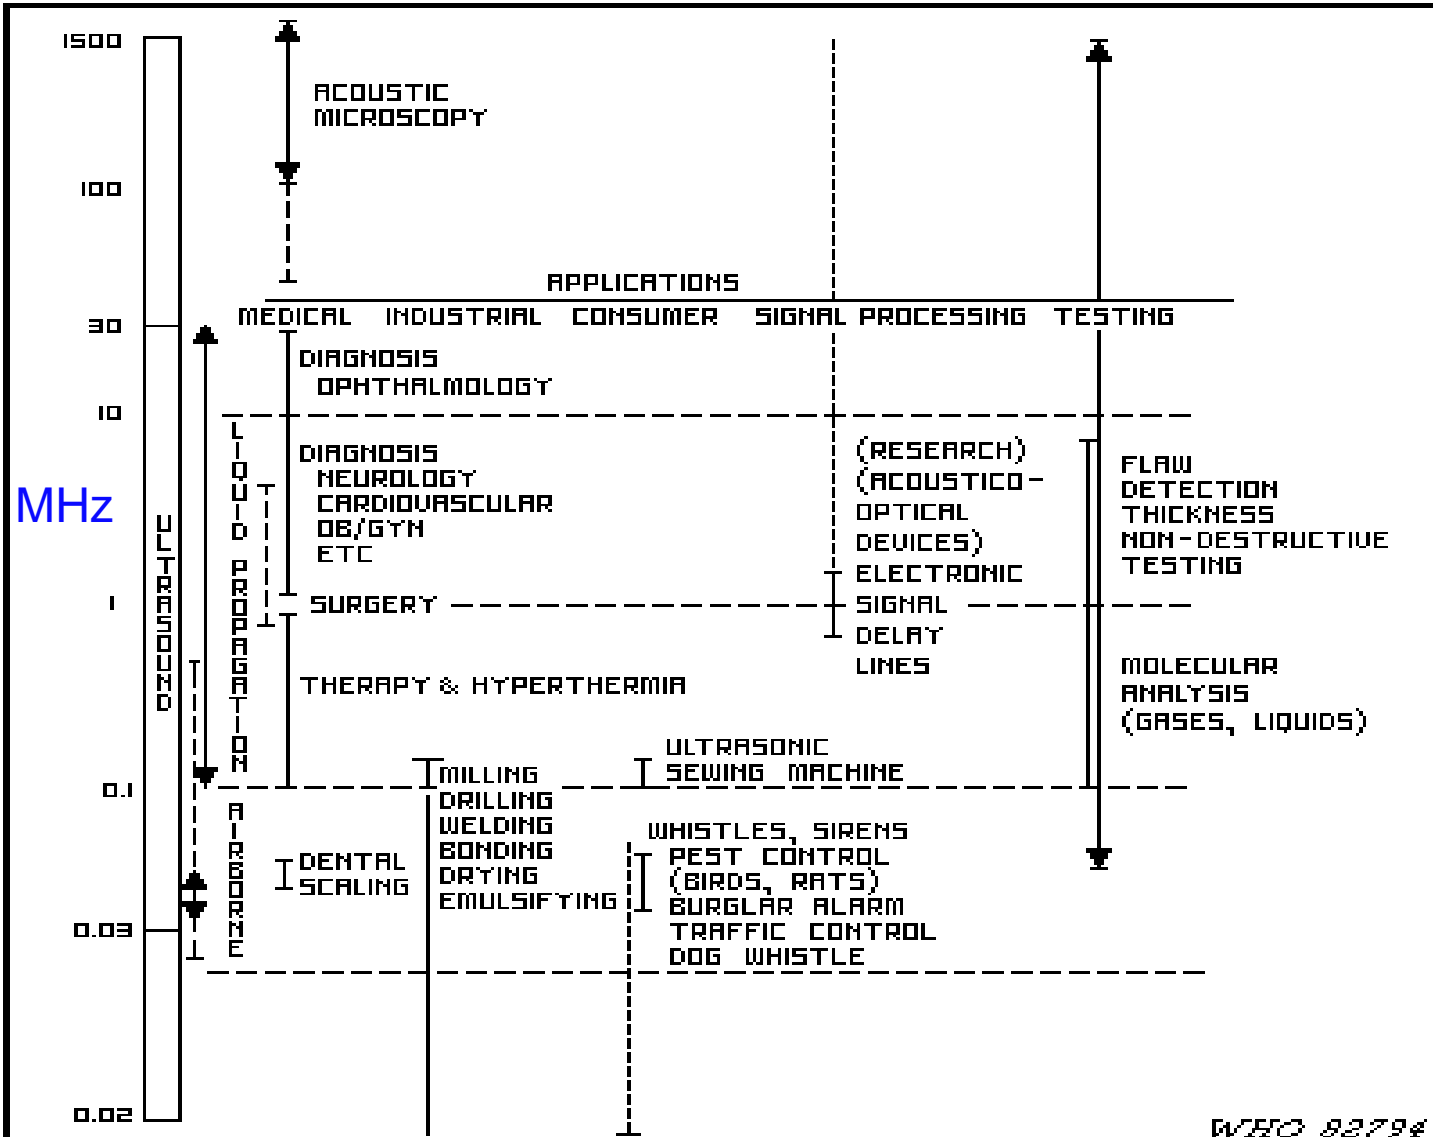 1500
ACOUSTIC
MICROSCOPY
100
APPLICATIONS
MEDICAL INDUSTRIAL CONSUMER SIGNAL PROCESSING TESTING
30
DIAGNOSIS
OPHTHALMOLOGY
10
LIQUID PROPAGATION
DIAGNOSIS
NEUROLOGY
CARDIOVASCULAR
OB/GYN
ETC
(RESEARCH)
(ACOUSTICO-
OPTICAL
DEVICES)
ELECTRONIC
SIGNAL
DELAY
LINES
FLAW
DETECTION
THICKNESS
NON-DESTRUCTIVE
TESTING
MHz
ULTRASOUND
1
SURGERY
THERAPY & HYPERTHERMIA
MOLECULAR
ANALYSIS
(GASES, LIQUIDS)
ULTRASONIC
SEWING MACHINE
0.1
MILLING
DRILLING
WELDING
BONDING
DRYING
EMULSIFYING
AIRBORNE
DENTAL
SCALING
WHISTLES, SIRENS
PEST CONTROL
(BIRDS, RATS)
BURGLAR ALARM
TRAFFIC CONTROL
DOG WHISTLE
0.03
0.02
WHO 82794